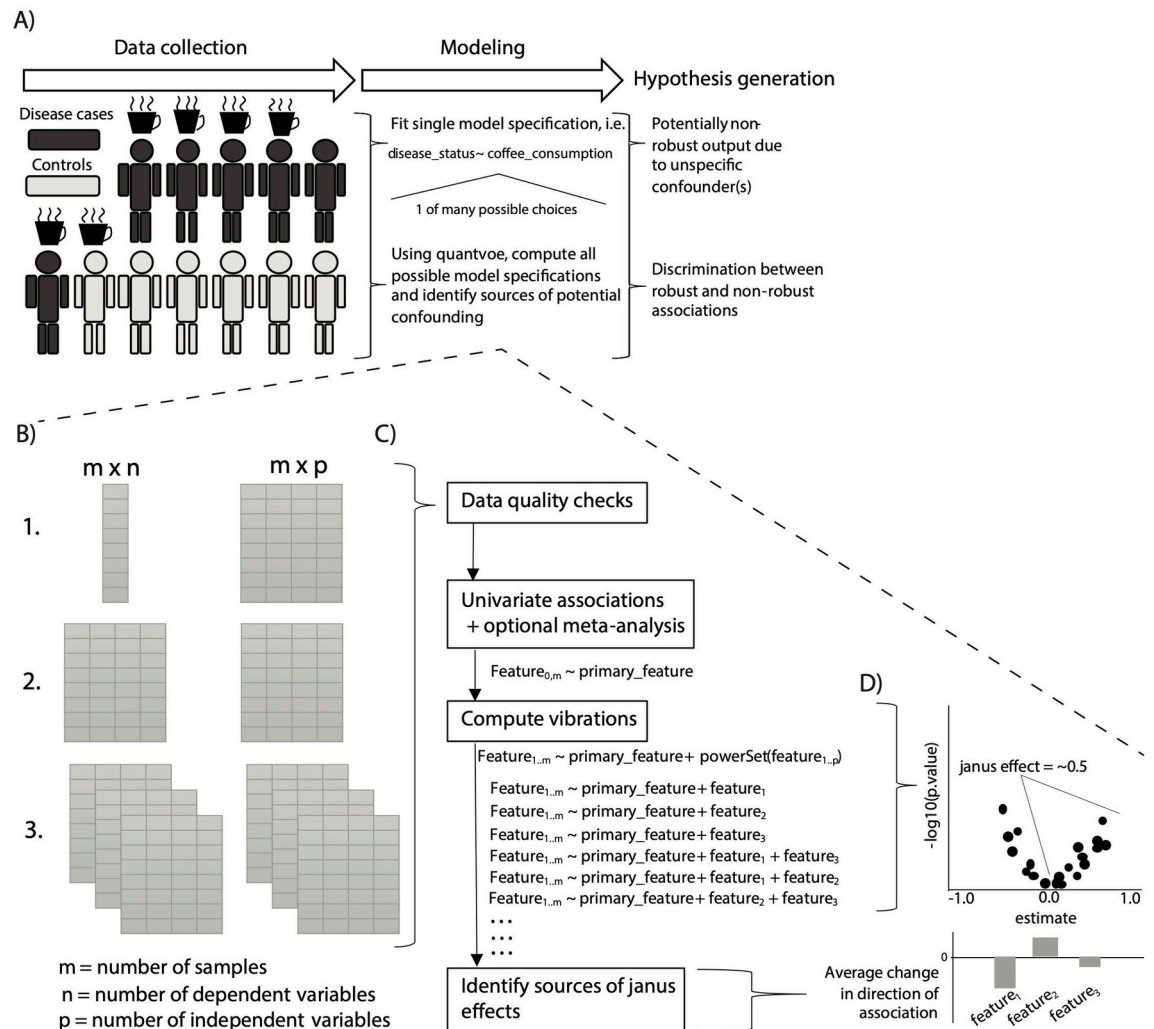 A)
Data collection
Modeling
Hypothesis generation
Disease cases
Controls
Fit single model specification, i.e.
disease_status~ coffee_consumption
1 of many possible choices
Using quantvoe, compute all
possible model specifications
and identify sources of potential
confounding
Potentially non-
robust output due
to unspecific
confounder(s)
Discrimination between
robust and non-robust
associations
B)
m x n
m x p
1.
2.
3.
m = number of samples
n = number of dependent variables
p = number of independent variables
C)
Data quality checks
Univariate associations
+ optional meta-analysis
Feature₀,ₘ ~ primary_feature
Compute vibrations
Feature₁..ₘ ~ primary_feature+ powerSet(feature₁..ₚ)
Feature₁..ₘ ~ primary_feature+ feature₁
Feature₁..ₘ ~ primary_feature+ feature₂
Feature₁..ₘ ~ primary_feature+ feature₃
Feature₁..ₘ ~ primary_feature+ feature₁ + feature₃
Feature₁..ₘ ~ primary_feature+ feature₁ + feature₂
Feature₁..ₘ ~ primary_feature+ feature₂ + feature₃
...
...
...
Identify sources of janus
effects
D)
-log10(p.value)
janus effect = ~0.5
-1.0
0.0
1.0
estimate
Average change
in direction of
association
0
feature₁
feature₂
feature₃